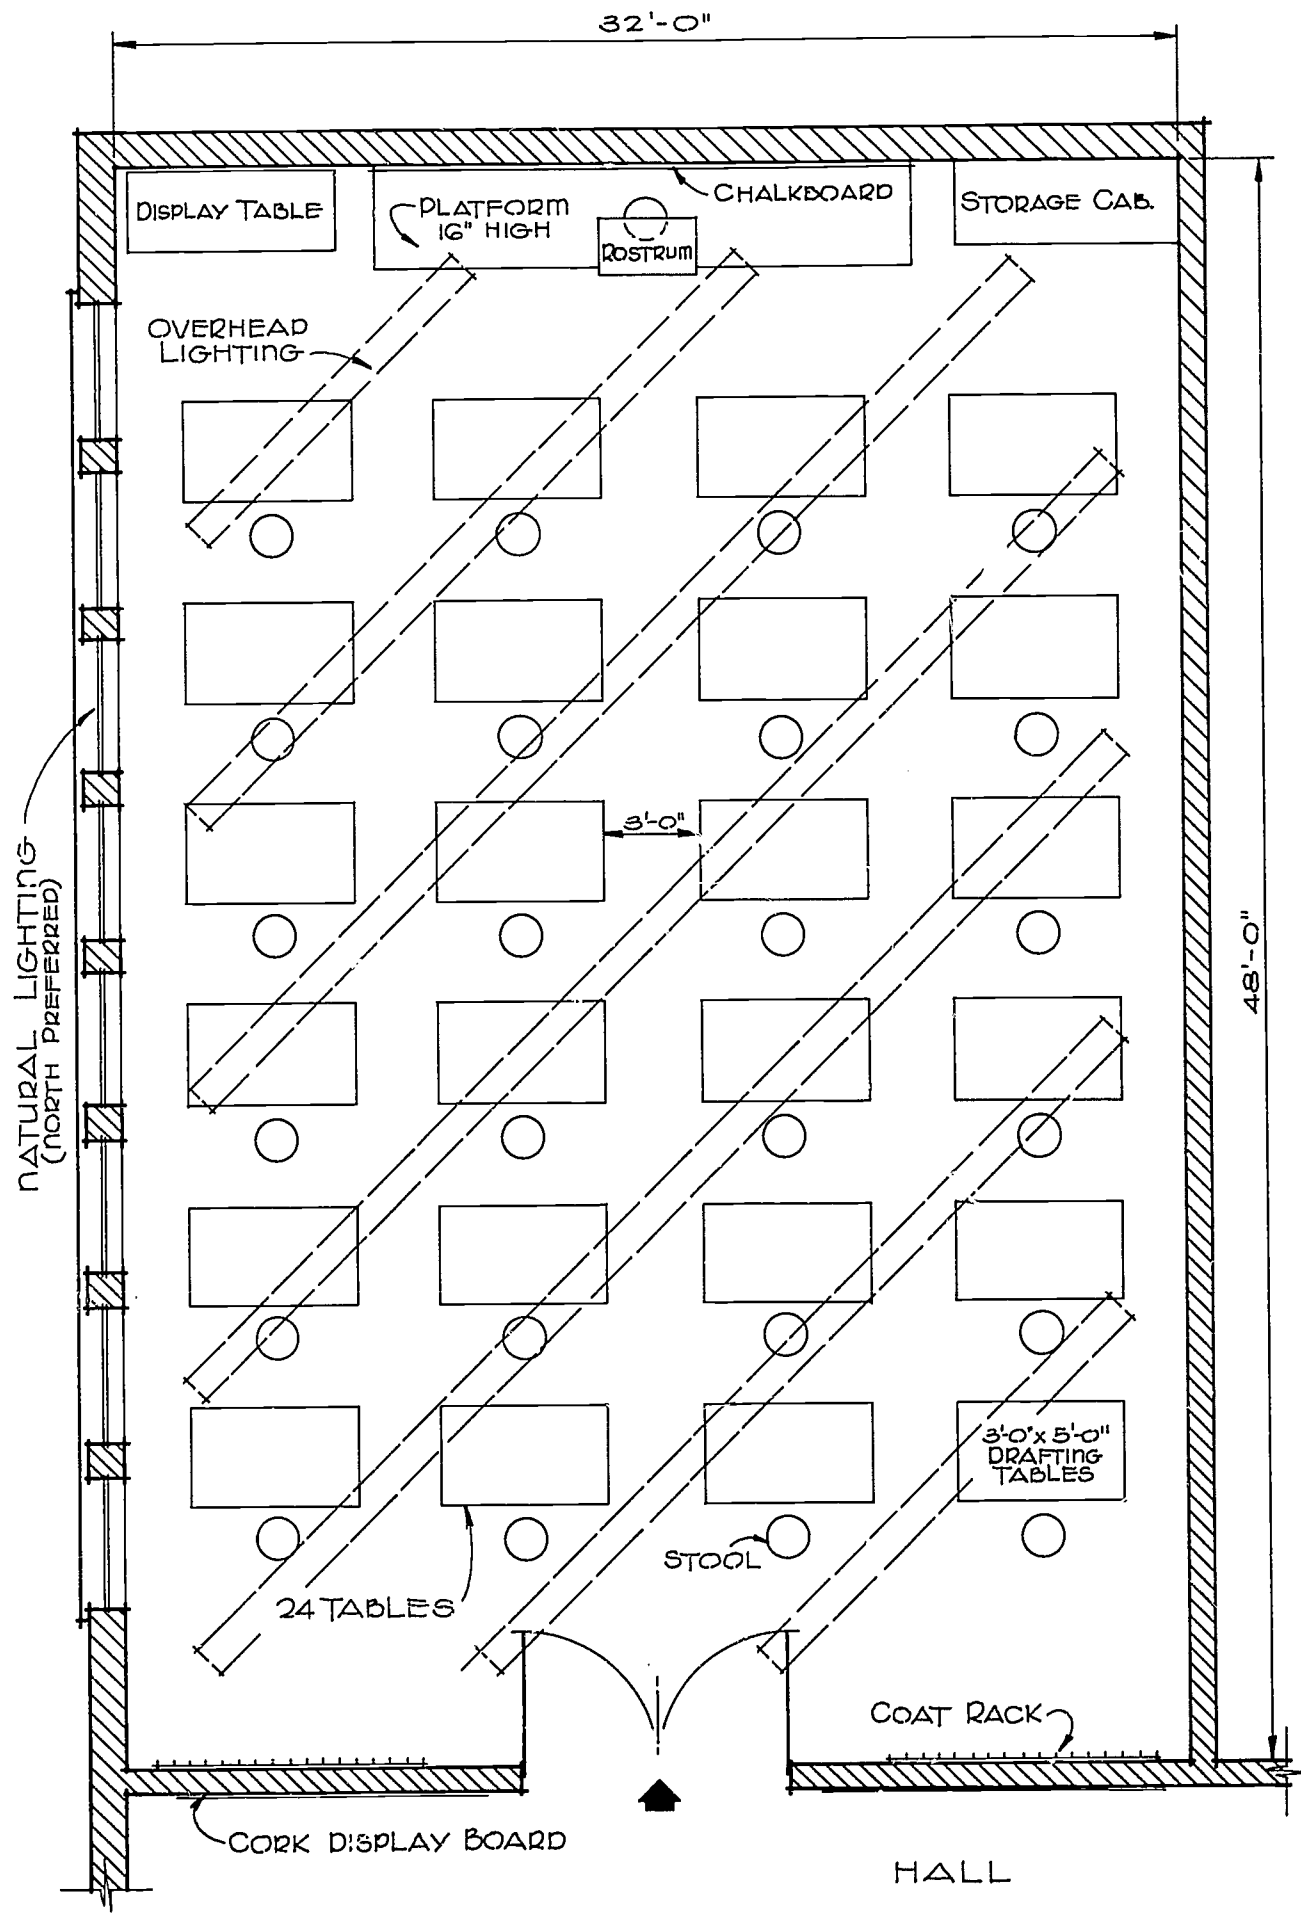 32'-0"
DISPLAY TABLE
PLATFORM
16" HIGH
CHALKBOARD
ROSTRUM
STORAGE CAB.
OVERHEAD
LIGHTING
3'-0"
NATURAL LIGHTING
(NORTH PREFERRED)
48'-0"
3'-0" x 5'-0"
DRAFTING
TABLES
STOOL
24 TABLES
COAT RACK
CORK DISPLAY BOARD
HALL